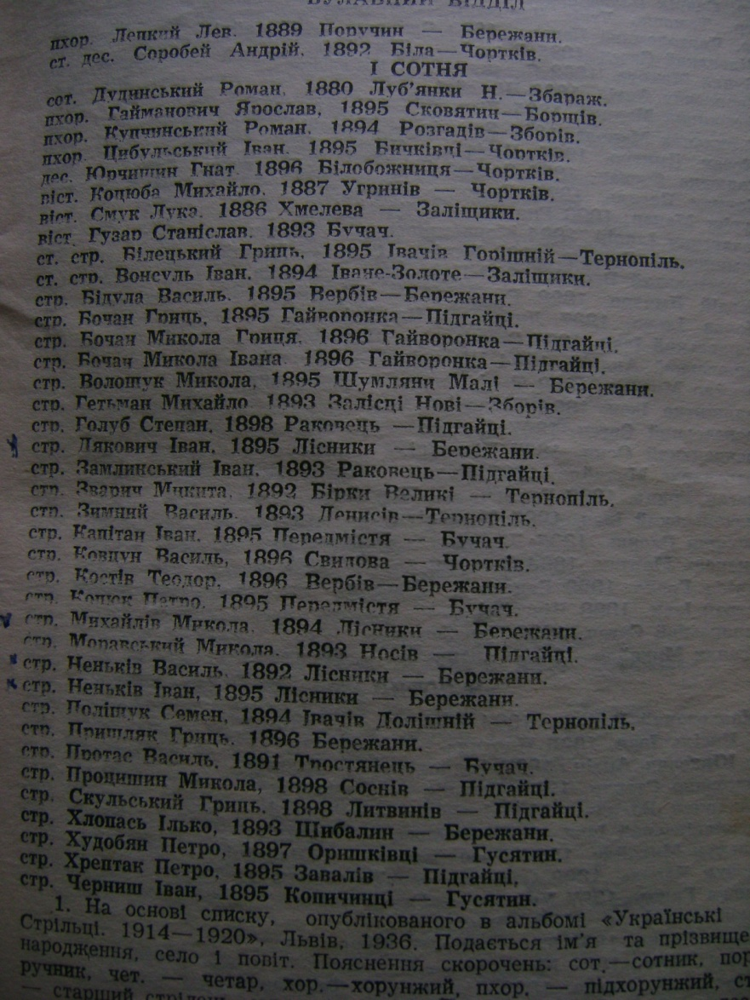 БУЛАВНИЙ ВІДДІЛ
пхор. Лепкий Лев. 1889 Поручин — Бережани.
ст. дес. Соробей Андрій. 1892 Біла—Чортків.
І СОТНЯ
сот. Дудинський Роман. 1880 Луб'янки Н.—Збараж.
пхор. Гайманович Ярослав, 1895 Сковятин—Борщів.
пхор. Купчинський Роман. 1894 Розгадів—Зборів.
пхор. Цибульський Іван. 1895 Бичківці—Чортків.
дес. Юрчишин Гнат. 1896 Білобожниця—Чортків.
віст. Коцюба Михайло. 1887 Угринів — Чортків.
віст. Смук Лука. 1886 Хмелева — Заліщики.
віст. Гузар Станіслав. 1893 Бучач.
ст. стр. Білецький Гринь. 1895 Івачів Горішній—Тернопіль.
ст. стр. Вонсуль Іван. 1894 Іване-Золоте—Заліщики.
стр. Бідула Василь. 1895 Вербів—Бережани.
стр. Бочан Гриць, 1895 Гайворонка—Підгайці.
стр. Бочан Микола Гриця. 1896 Гайворонка—Підгайці.
стр. Бочан Микола Івана. 1896 Гайворонка—Підгайці.
стр. Волощук Микола, 1895 Шумляни Малі — Бережани.
стр. Гетьман Михайло. 1893 Залісці Нові—Зборів.
стр. Голуб Степан, 1898 Раковець —Підгайці.
стр. Дякович Іван. 1895 Лісники — Бережани.
стр. Замлинський Іван. 1893 Раковець—Підгайці.
стр. Зварич Микита. 1892 Бірки Великі — Тернопіль.
стр. Зимний Василь. 1893 Денисів—Тернопіль.
стр. Капітан Іван. 1895 Передмістя — Бучач.
стр. Ковцун Василь, 1896 Свидова — Чортків.
стр. Костів Теодор. 1896 Вербів—Бережани.
стр. Коцюк Петро. 1895 Передмістя — Бучач.
стр. Михайлів Микола. 1894 Лісники — Бережани.
стр. Моравський Микола. 1893 Носів — Підгайці.
стр. Неньків Василь. 1892 Лісники — Бережани.
стр. Неньків Іван, 1895 Лісники — Бережани.
стр. Поліщук Семен, 1894 Івачів Долішній — Тернопіль.
стр. Пришляк Гриць. 1896 Бережани.
стр. Протас Василь, 1891 Тростянець — Бучач.
стр. Процишин Микола, 1898 Соснів — Підгайці.
стр. Скульський Гринь. 1898 Литвинів — Підгайці.
стр. Хлопась Ілько, 1893 Шибалин — Бережани.
стр. Худобян Петро, 1897 Оришківці — Гусятин.
стр. Хрептак Петро, 1895 Завалів — Підгайці,
стр. Черниш Іван, 1895 Копичинці — Гусятин.
1. На основі списку, опублікованого в альбомі «Українські
Стрільці. 1914—1920», Львів, 1936. Подається ім'я та прізвище
народження, село і повіт. Пояснення скорочень: сот.—сотник, пор
ручник, чет. — четар, хор.—хорунжий, пхор. — підхорунжий, ст
— старший